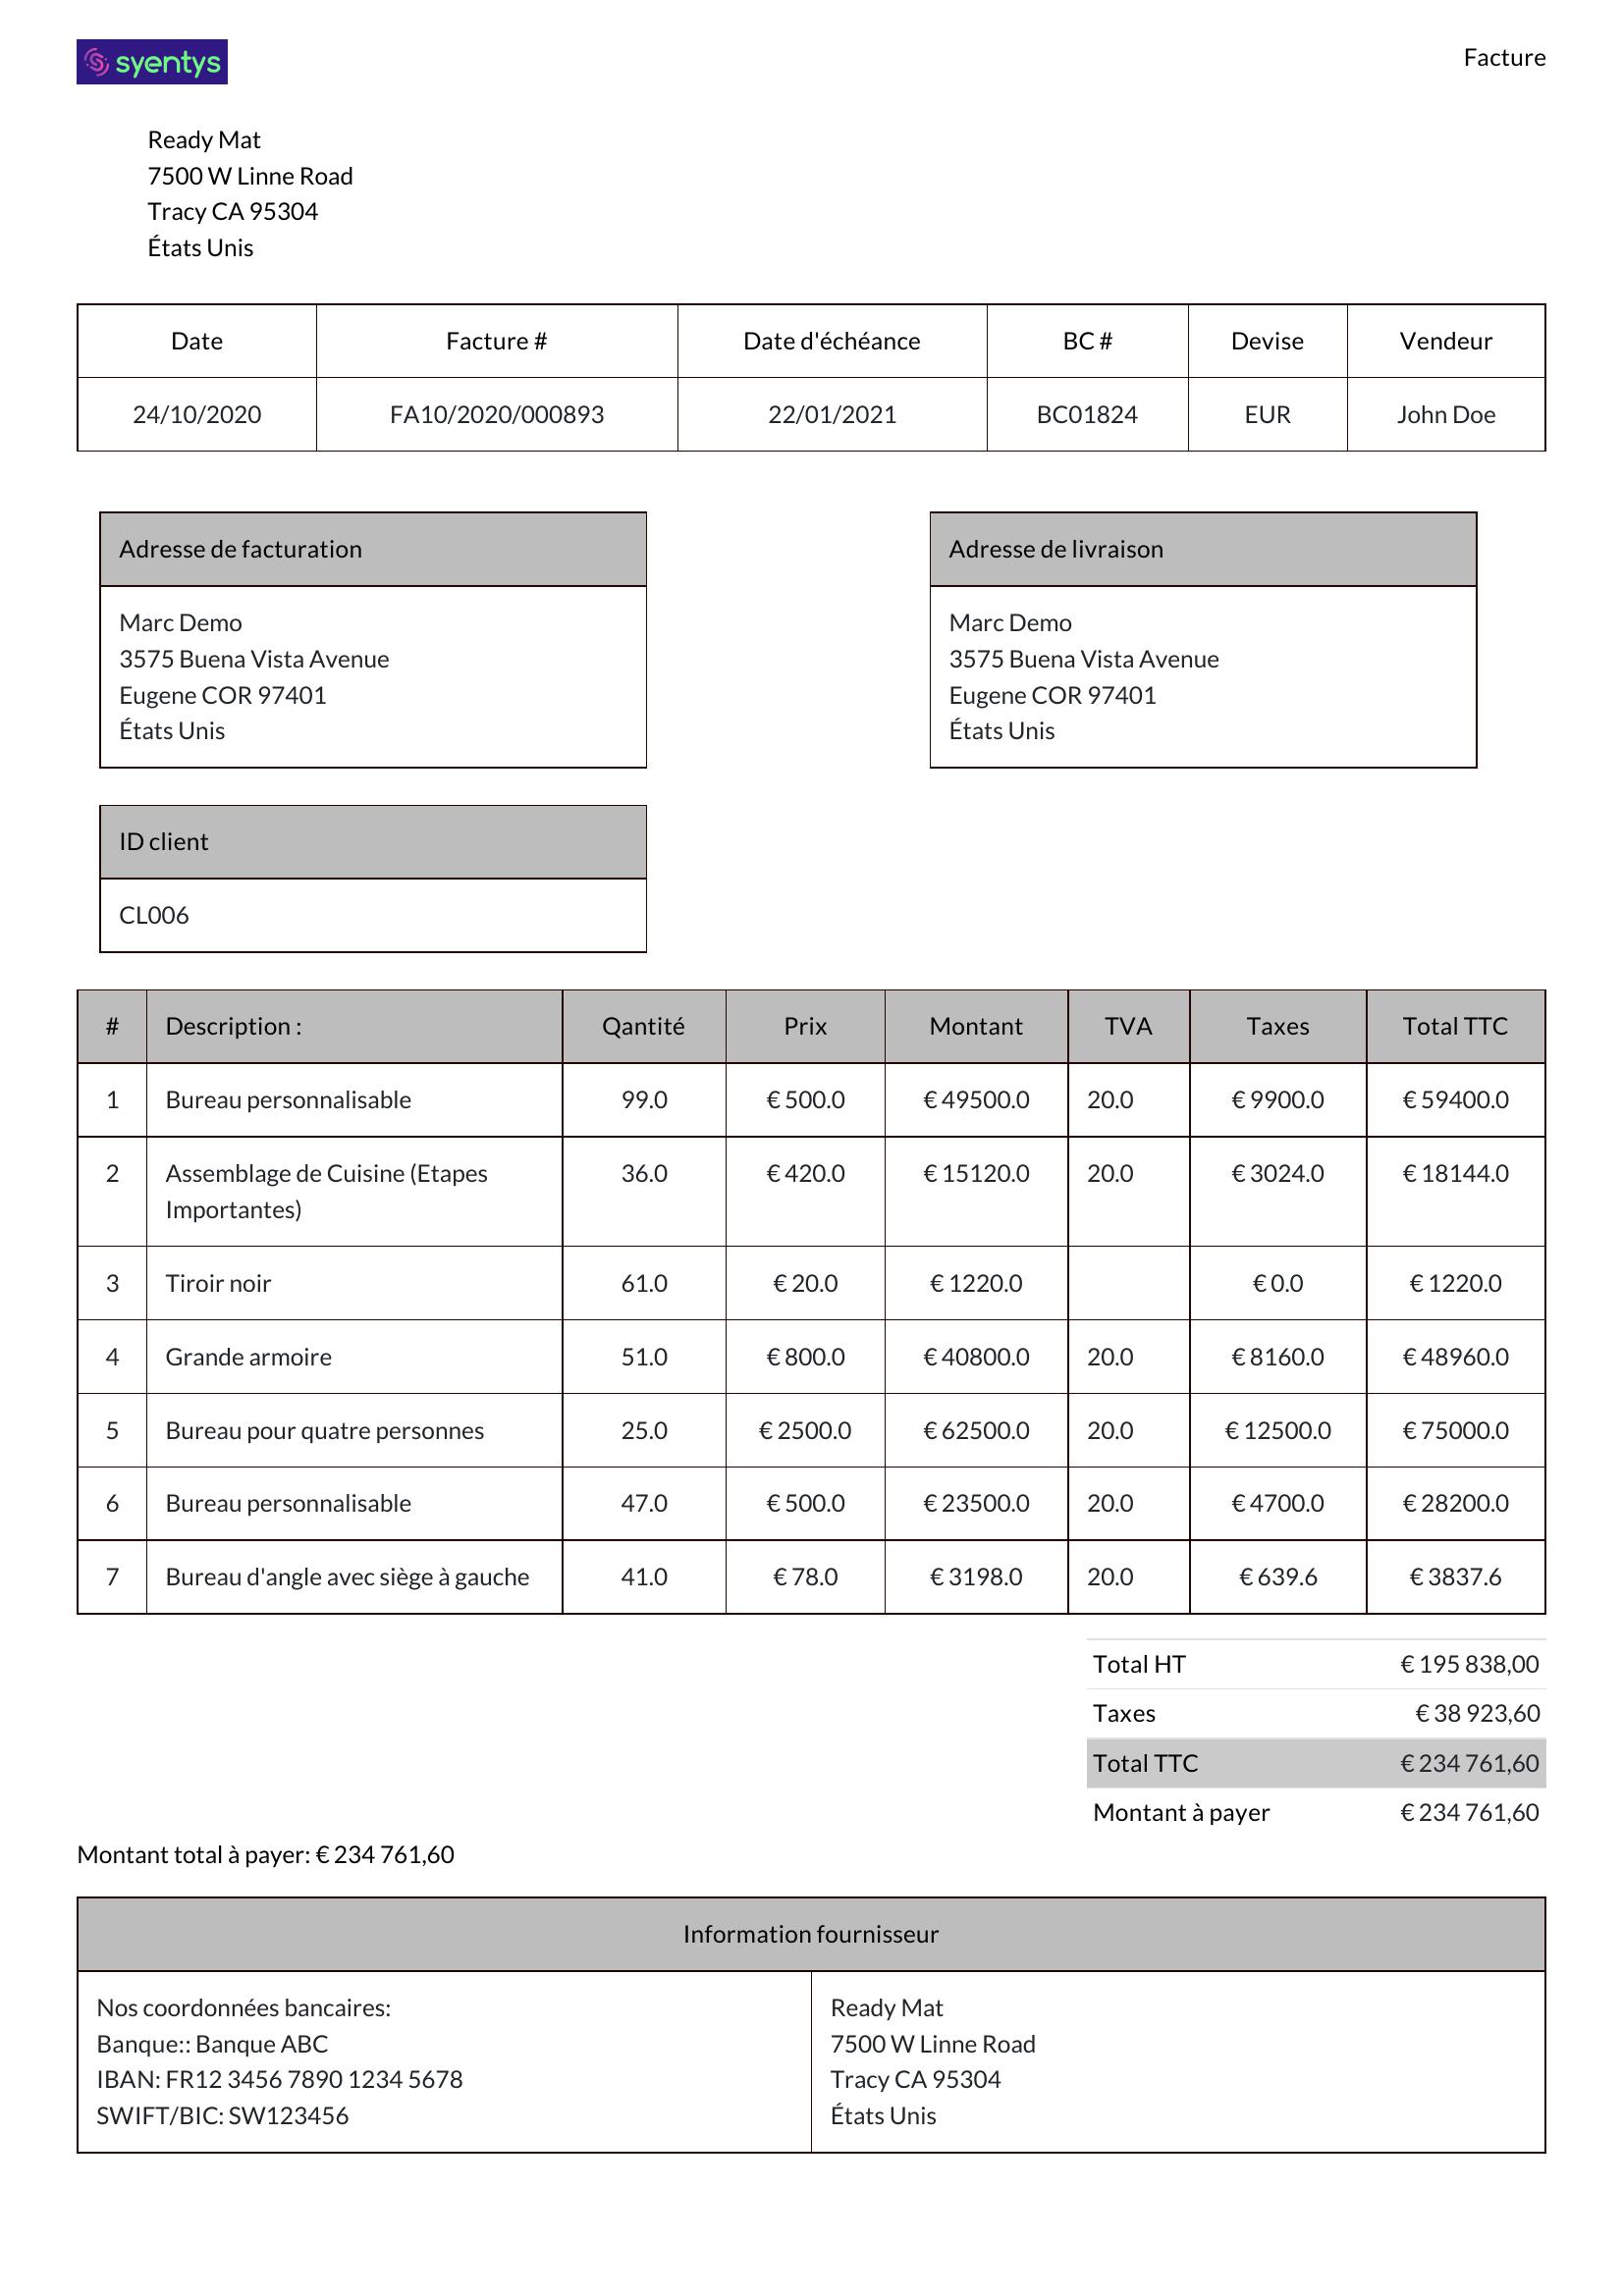 syentys
Facture
Ready Mat
7500 W Linne Road
Tracy CA 95304
États Unis
Date Facture # Date d'échéance BC # Devise Vendeur
24/10/2020 FA10/2020/000893 22/01/2021 BC01824 EUR John Doe
Adresse de facturation
Marc Demo
3575 Buena Vista Avenue
Eugene COR 97401
États Unis
Adresse de livraison
Marc Demo
3575 Buena Vista Avenue
Eugene COR 97401
États Unis
ID client
CL006
# Description : Qantité Prix Montant TVA Taxes Total TTC
1 Bureau personnalisable 99.0 € 500.0 € 49500.0 20.0 € 9900.0 € 59400.0
2 Assemblage de Cuisine (Etapes 36.0 € 420.0 € 15120.0 20.0 € 3024.0 € 18144.0
Importantes)
3 Tiroir noir 61.0 € 20.0 € 1220.0 € 0.0 € 1220.0
4 Grande armoire 51.0 € 800.0 € 40800.0 20.0 € 8160.0 € 48960.0
5 Bureau pour quatre personnes 25.0 € 2500.0 € 62500.0 20.0 € 12500.0 € 75000.0
6 Bureau personnalisable 47.0 € 500.0 € 23500.0 20.0 € 4700.0 € 28200.0
7 Bureau d'angle avec siège à gauche 41.0 € 78.0 € 3198.0 20.0 € 639.6 € 3837.6
Total HT € 195 838,00
Taxes € 38 923,60
Total TTC € 234 761,60
Montant à payer € 234 761,60
Montant total à payer: € 234 761,60
Information fournisseur
Nos coordonnées bancaires:
Banque:: Banque ABC
IBAN: FR12 3456 7890 1234 5678
SWIFT/BIC: SW123456
Ready Mat
7500 W Linne Road
Tracy CA 95304
États Unis